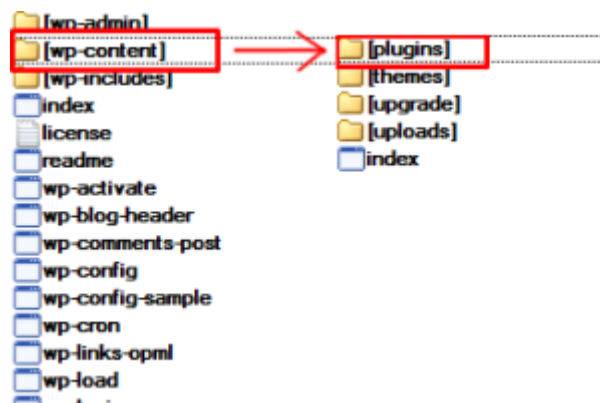 [wp-admin]
[wp-content]
[wp-includes]
index
license
readme
wp-activate
wp-blog-header
wp-comments-post
wp-config
wp-config-sample
wp-cron
wp-links-opml
wp-load
[plugins]
[themes]
[upgrade]
[uploads]
index